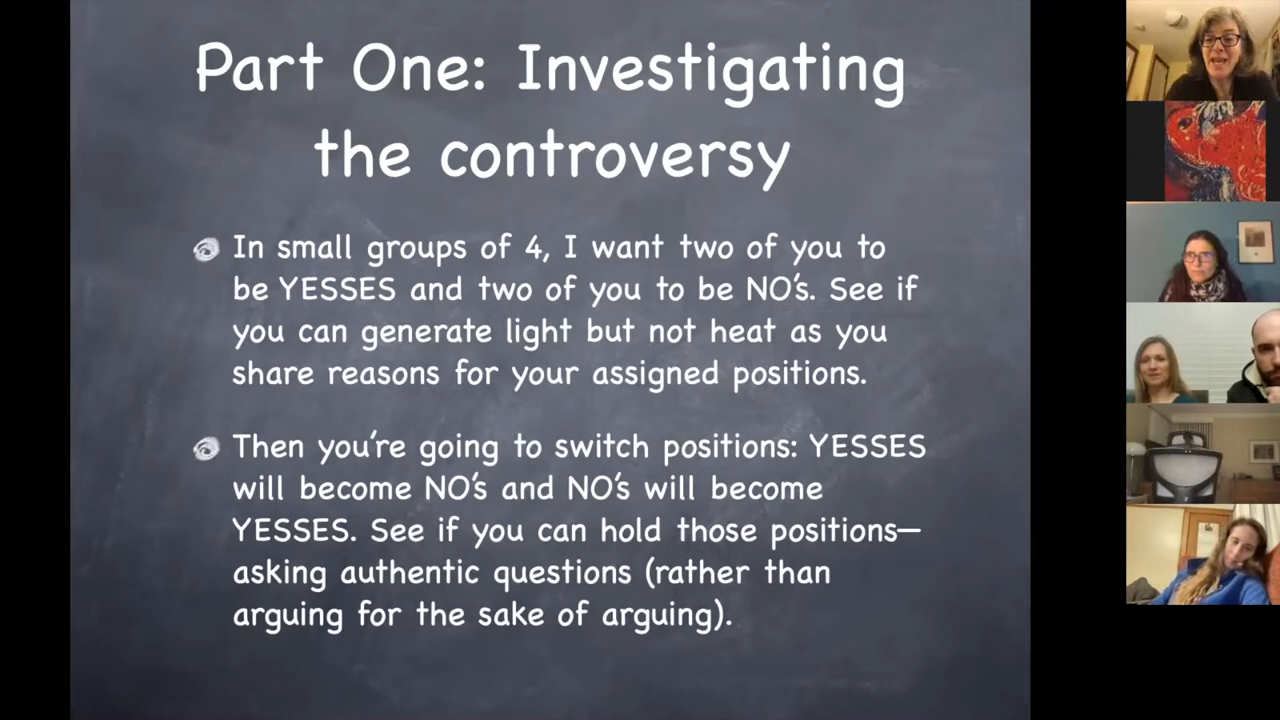 Part One: Investigating
the controversy
In small groups of 4, I want two of you to
be YESSES and two of you to be NO's. See if
you can generate light but not heat as you
share reasons for your assigned positions.
Then you're going to switch positions: YESSES
will become NO's and NO's will become
YESSES. See if you can hold those positions—
asking authentic questions (rather than
arguing for the sake of arguing).